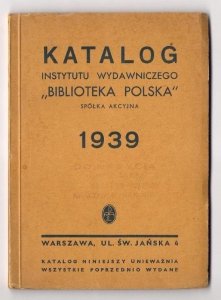 KATALOG
INSTYTUTU WYDAWNICZEGO
„BIBLIOTEKA POLSKA"
SPÓŁKA AKCYJNA
1939
WARSZAWA, UL. ŚW. JAŃSKA 6
KATALOG NINIEJSZY UNIEWAŻNIA
WSZYSTKIE POPRZEDNIO WYDANE